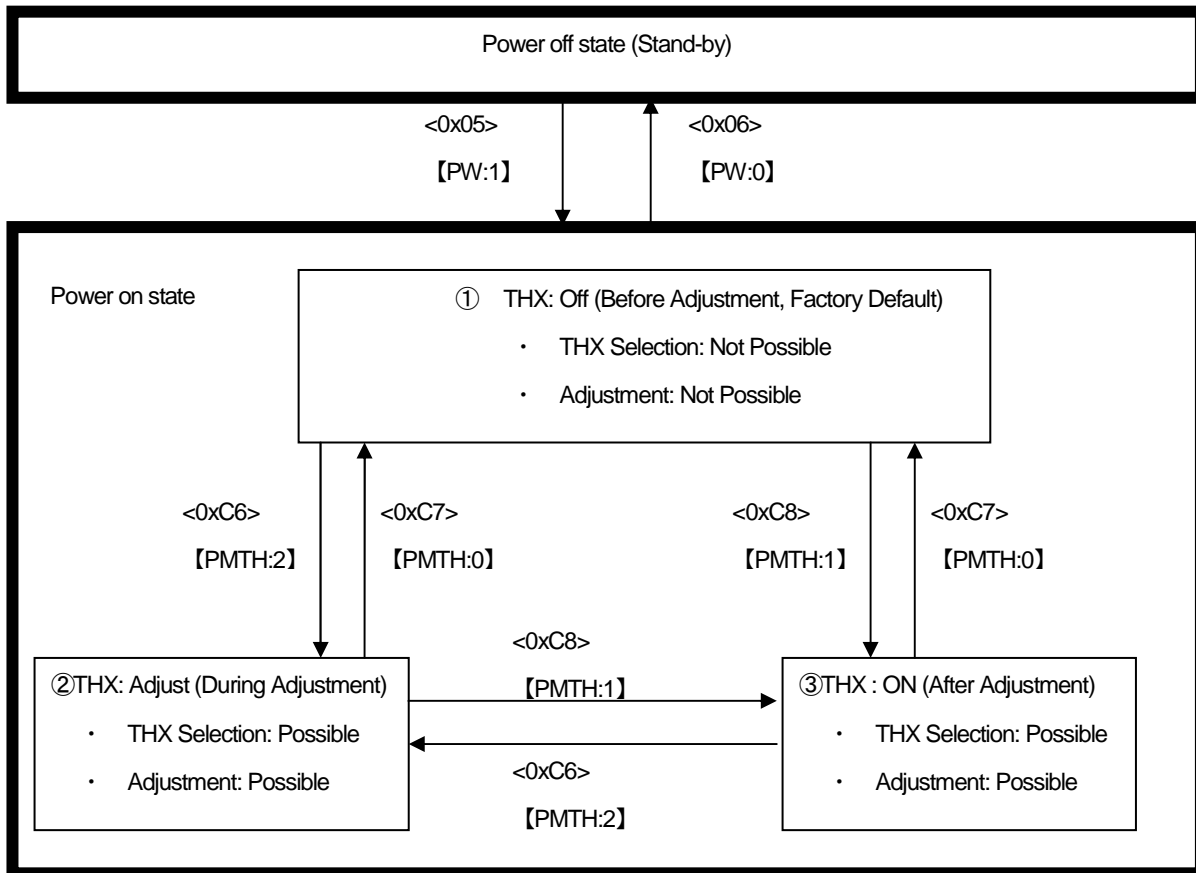 Power off state (Stand-by)
<0x05>
【PW:1】
<0x06>
【PW:0】
Power on state
① THX: Off (Before Adjustment, Factory Default)
・ THX Selection: Not Possible
・ Adjustment: Not Possible
<0xC6>
【PMTH:2】
<0xC7>
【PMTH:0】
<0xC8>
【PMTH:1】
<0xC7>
【PMTH:0】
<0xC8>
【PMTH:1】
②THX: Adjust (During Adjustment)
・ THX Selection: Possible
・ Adjustment: Possible
③THX : ON (After Adjustment)
・ THX Selection: Possible
・ Adjustment: Possible
<0xC6>
【PMTH:2】